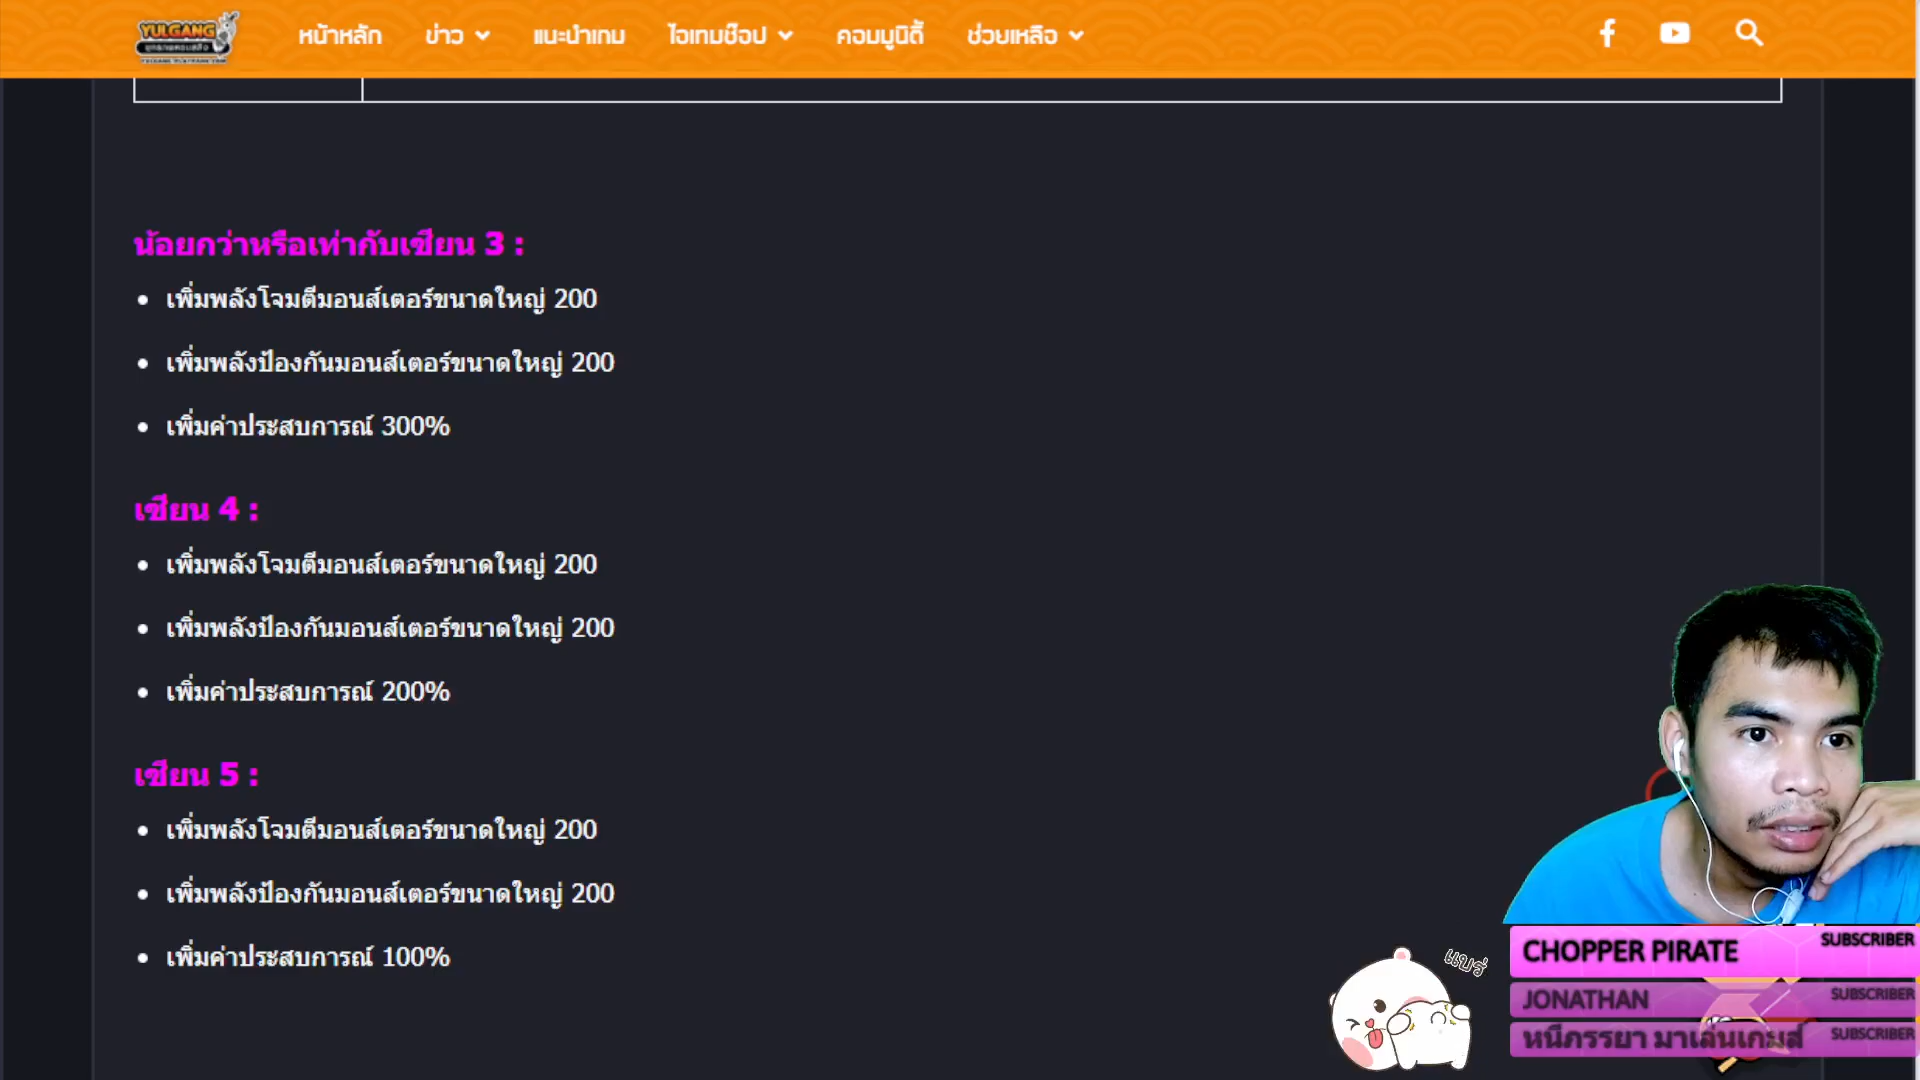 YULGANG
หน้าหลัก
ข่าว
แนะนำเกม
ไอเทมช็อป
คอมมูนิตี้
ช่วยเหลือ
น้อยกว่าหรือเท่ากับเซียน 3 :
• เพิ่มพลังโจมตีมอนส์เตอร์ขนาดใหญ่ 200
• เพิ่มพลังป้องกันมอนส์เตอร์ขนาดใหญ่ 200
• เพิ่มค่าประสบการณ์ 300%
เซียน 4 :
• เพิ่มพลังโจมตีมอนส์เตอร์ขนาดใหญ่ 200
• เพิ่มพลังป้องกันมอนส์เตอร์ขนาดใหญ่ 200
• เพิ่มค่าประสบการณ์ 200%
เซียน 5 :
• เพิ่มพลังโจมตีมอนส์เตอร์ขนาดใหญ่ 200
• เพิ่มพลังป้องกันมอนส์เตอร์ขนาดใหญ่ 200
• เพิ่มค่าประสบการณ์ 100%
แบร่
CHOPPER PIRATE SUBSCRIBER
JONATHAN SUBSCRIBER
หนีภรรยา มาเล่นเกมส์ SUBSCRIBER